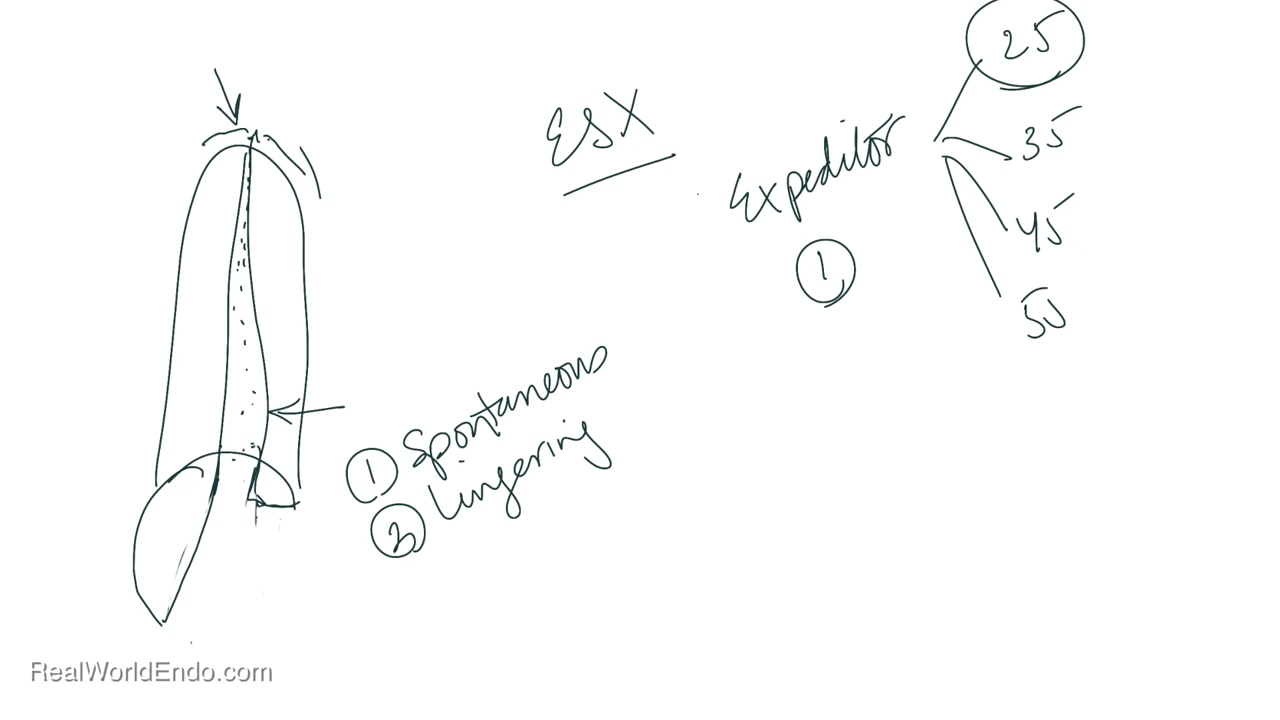 ESX
Expeditor
①
25
35
45
50
① Spontaneous
② Lingering
RealWorldEndo.com